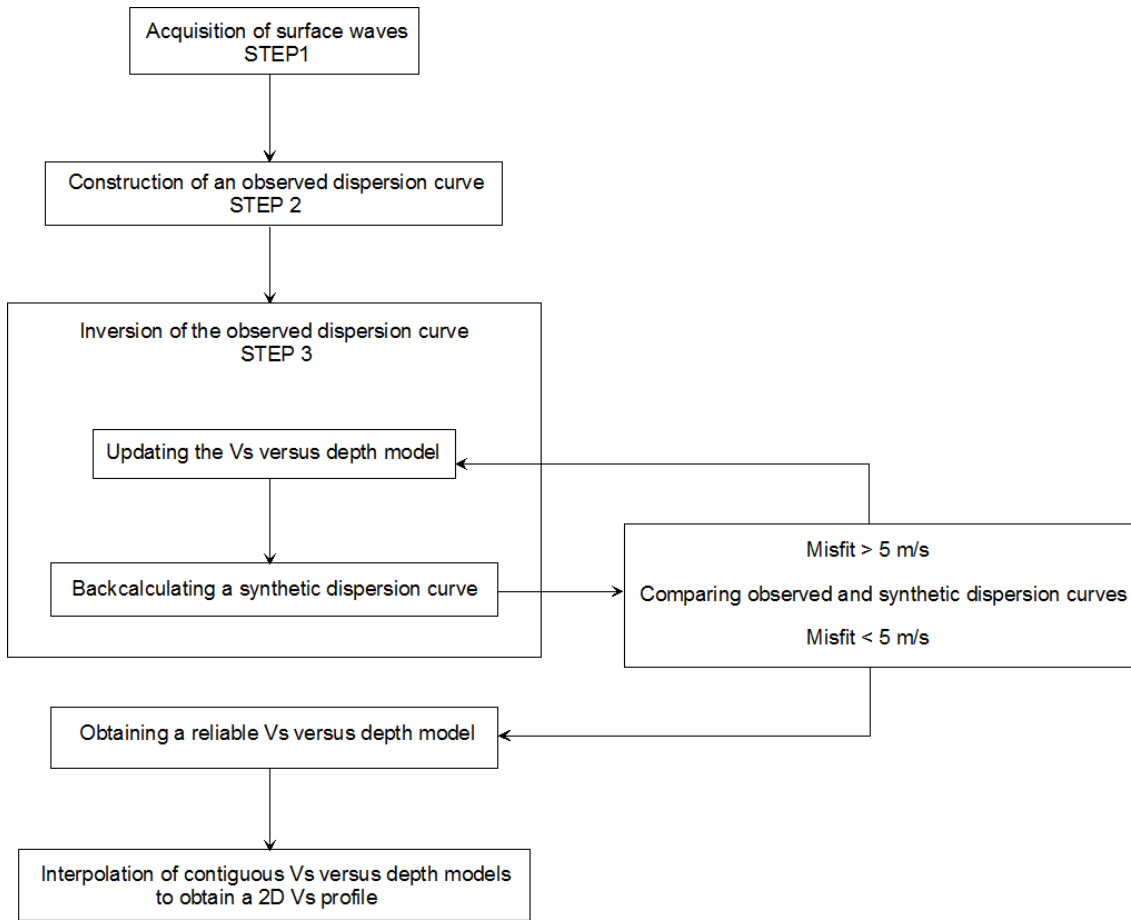 Acquisition of surface waves
STEP1
Construction of an observed dispersion curve
STEP 2
Inversion of the observed dispersion curve
STEP 3
Updating the Vs versus depth model
Backcalculating a synthetic dispersion curve
Misfit > 5 m/s
Comparing observed and synthetic dispersion curves
Misfit < 5 m/s
Obtaining a reliable Vs versus depth model
Interpolation of contiguous Vs versus depth models
to obtain a 2D Vs profile